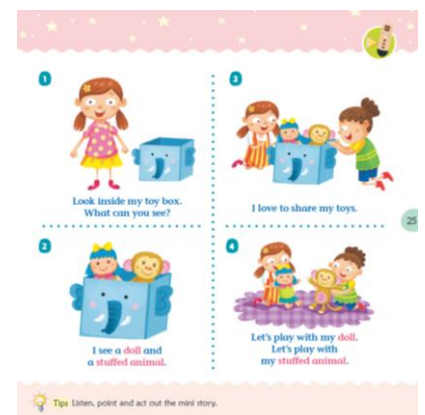 1
Look inside my toy box.
What can you see?
2
I see a doll and
a stuffed animal.
3
I love to share my toys.
4
Let's play with my doll.
Let's play with
my stuffed animal.
25
Tips Listen, point and act out the mini story.